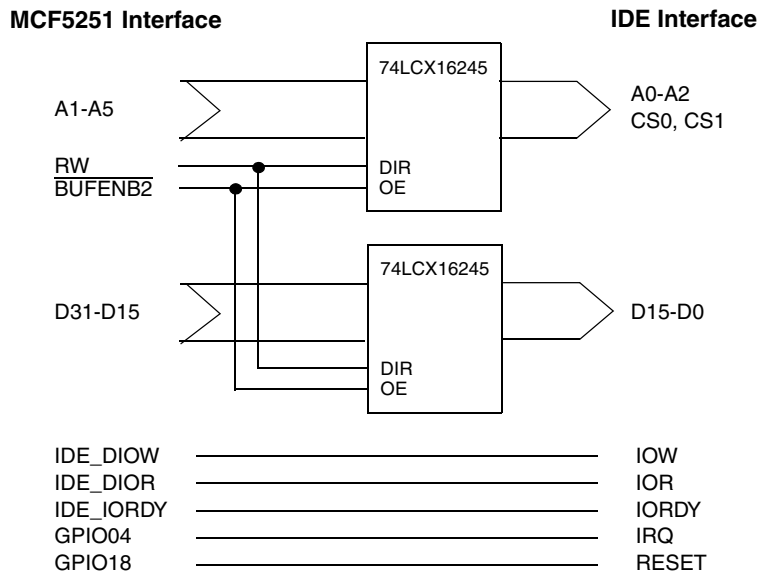 MCF5251 Interface
IDE Interface
74LCX16245
A1-A5
A0-A2
CS0, CS1
RW
DIR
BUFENB2
OE
74LCX16245
D31-D15
D15-D0
DIR
OE
IDE_DIOW
IOW
IDE_DIOR
IOR
IDE_IORDY
IORDY
GPIO04
IRQ
GPIO18
RESET